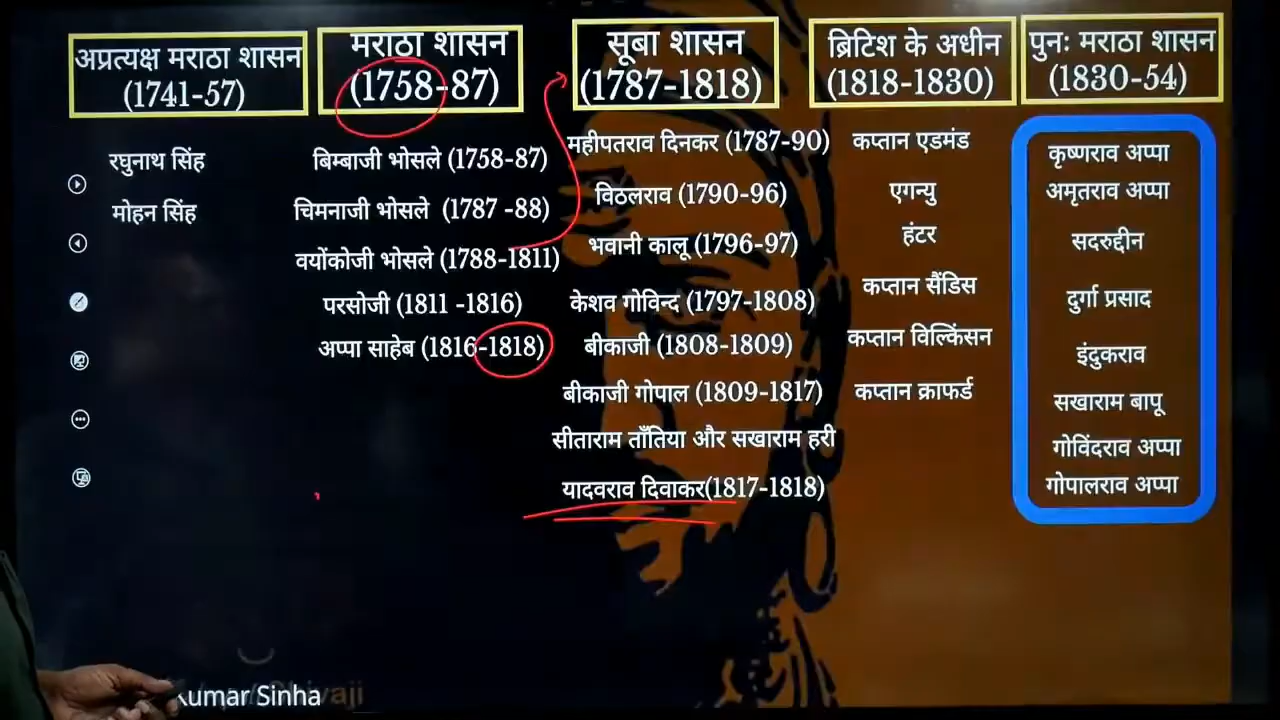 अप्रत्यक्ष मराठा शासन
(1741-57)
रघुनाथ सिंह
मोहन सिंह
मराठा शासन
(1758-87)
बिम्बाजी भोसले (1758-87)
चिमनाजी भोसले (1787 -88)
वयोंकोजी भोसले (1788-1811)
परसोजी (1811 -1816)
अप्पा साहेब (1816-1818)
सूबा शासन
(1787-1818)
महीपतराव दिनकर (1787-90)
विठलराव (1790-96)
भवानी कालू (1796-97)
केशव गोविन्द (1797-1808)
बीकाजी (1808-1809)
बीकाजी गोपाल (1809-1817)
सीताराम ताँतिया और सखाराम हरी
यादवराव दिवाकर(1817-1818)
ब्रिटिश के अधीन
(1818-1830)
कप्तान एडमंड
एगन्यु
हंटर
कप्तान सैंडिस
कप्तान विल्किंसन
कप्तान क्राफर्ड
पुनः मराठा शासन
(1830-54)
कृष्णराव अप्पा
अमृतराव अप्पा
सदरुद्दीन
दुर्गा प्रसाद
इंदुकराव
सखाराम बापू
गोविंदराव अप्पा
गोपालराव अप्पा
Kumar Sinha